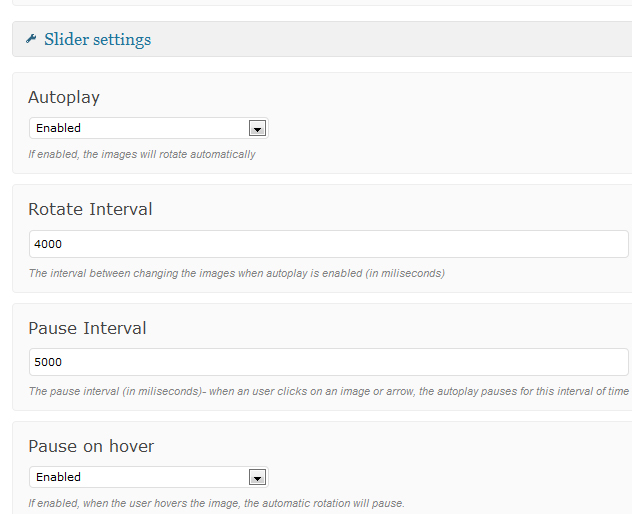 Slider settings
Autoplay
Enabled
If enabled, the images will rotate automatically
Rotate Interval
4000
The interval between changing the images when autoplay is enabled (in miliseconds)
Pause Interval
5000
The pause interval (in miliseconds)- when an user clicks on an image or arrow, the autoplay pauses for this interval of time
Pause on hover
Enabled
If enabled, when the user hovers the image, the automatic rotation will pause.